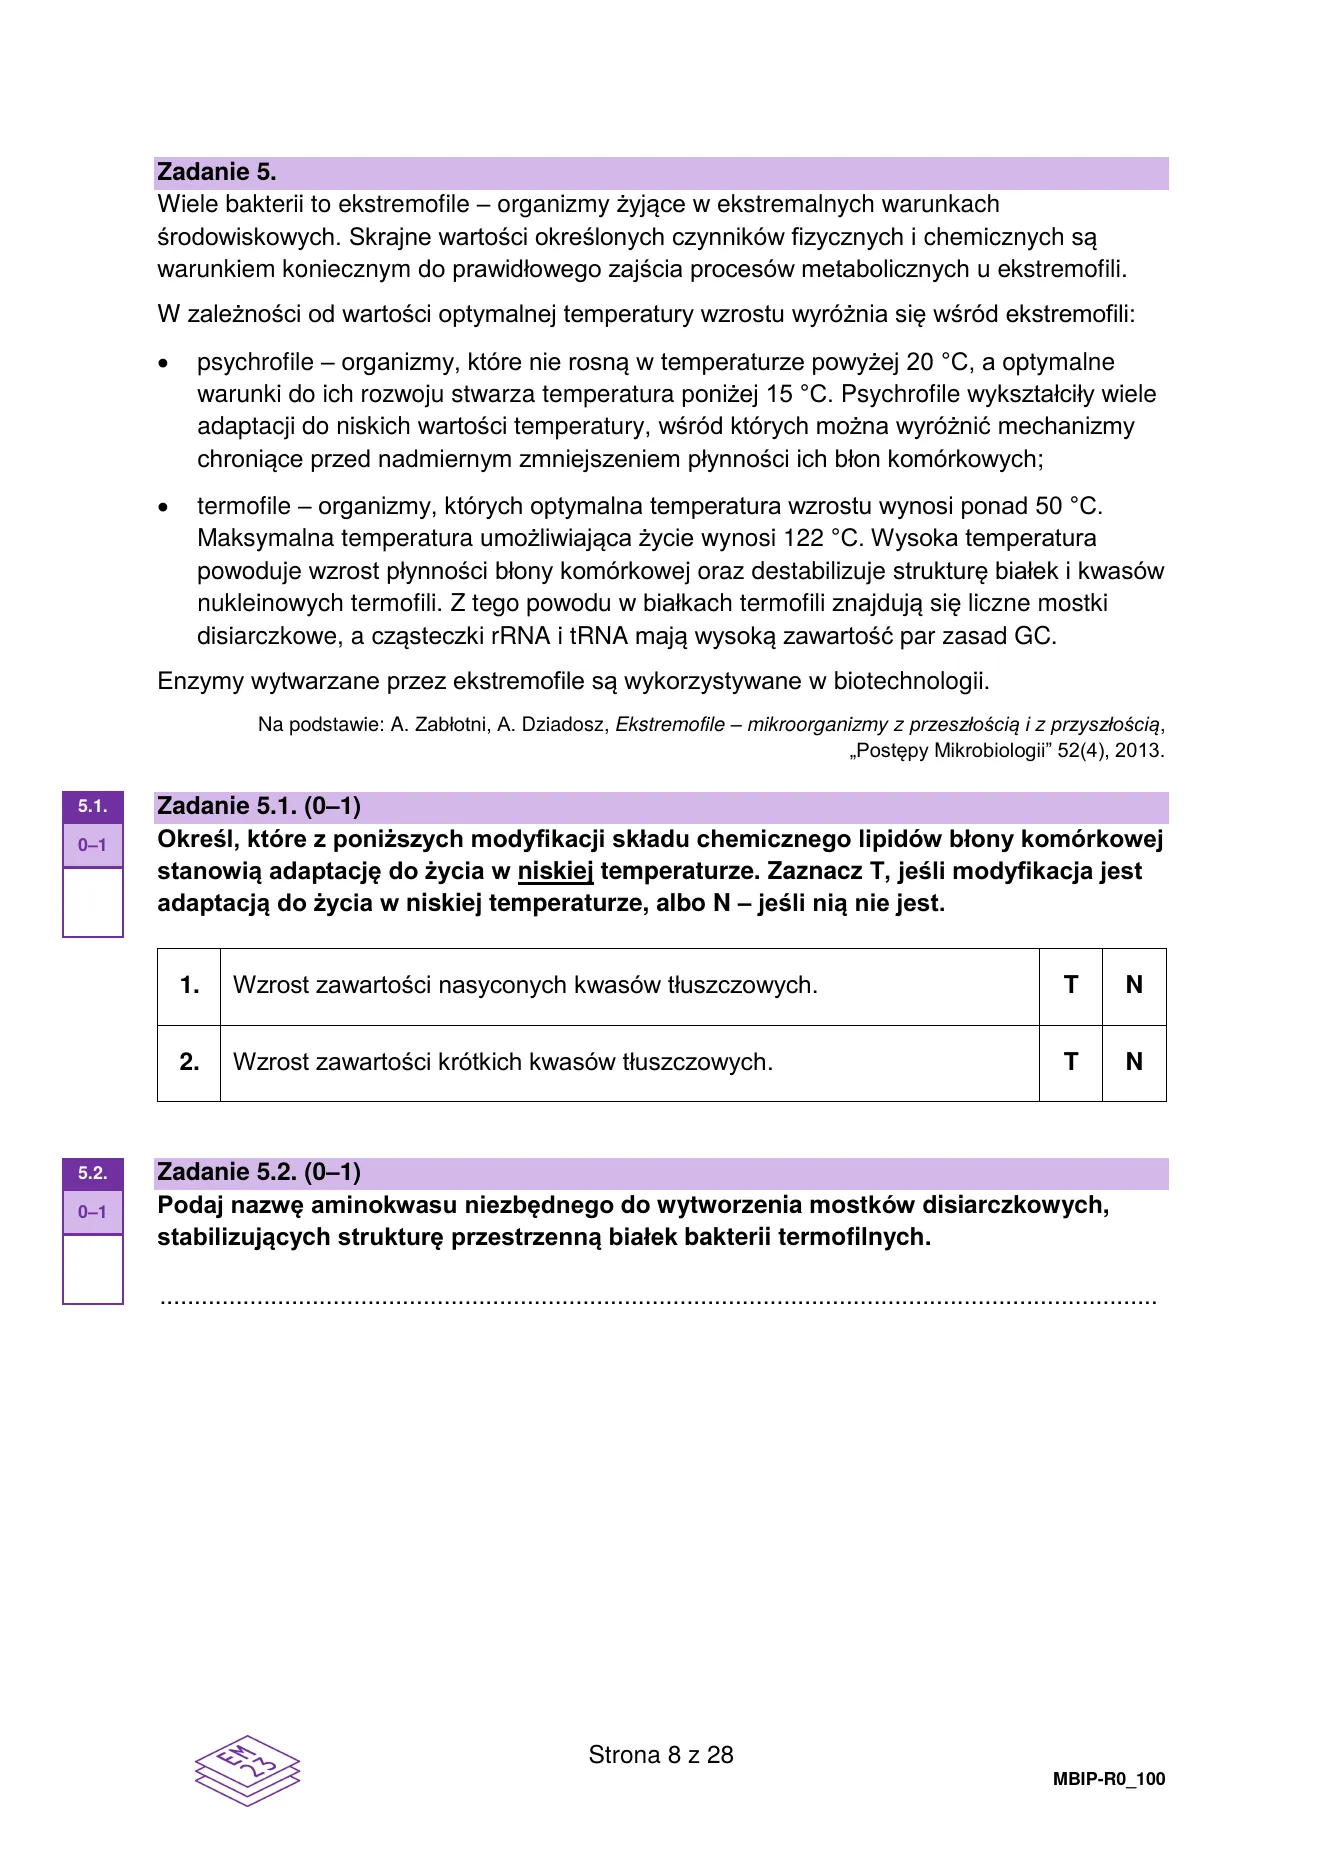 Zadanie 5.
Wiele bakterii to ekstremofile – organizmy żyjące w ekstremalnych warunkach
środowiskowych. Skrajne wartości określonych czynników fizycznych i chemicznych są
warunkiem koniecznym do prawidłowego zajścia procesów metabolicznych u ekstremofili.
W zależności od wartości optymalnej temperatury wzrostu wyróżnia się wśród ekstremofili:
• psychrofile – organizmy, które nie rosną w temperaturze powyżej 20 °C, a optymalne
warunki do ich rozwoju stwarza temperatura poniżej 15 °C. Psychrofile wykształciły wiele
adaptacji do niskich wartości temperatury, wśród których można wyróżnić mechanizmy
chroniące przed nadmiernym zmniejszeniem płynności ich błon komórkowych;
• termofile – organizmy, których optymalna temperatura wzrostu wynosi ponad 50 °C.
Maksymalna temperatura umożliwiająca życie wynosi 122 °C. Wysoka temperatura
powoduje wzrost płynności błony komórkowej oraz destabilizuje strukturę białek i kwasów
nukleinowych termofili. Z tego powodu w białkach termofili znajdują się liczne mostki
disiarczkowe, a cząsteczki rRNA i tRNA mają wysoką zawartość par zasad GC.
Enzymy wytwarzane przez ekstremofile są wykorzystywane w biotechnologii.
Na podstawie: A. Zabłotni, A. Dziadosz, Ekstremofile – mikroorganizmy z przeszłością i z przyszłością,
„Postępy Mikrobiologii” 52(4), 2013.
5.1.
0–1
Zadanie 5.1. (0–1)
Określ, które z poniższych modyfikacji składu chemicznego lipidów błony komórkowej
stanowią adaptację do życia w niskiej temperaturze. Zaznacz T, jeśli modyfikacja jest
adaptacją do życia w niskiej temperaturze, albo N – jeśli nią nie jest.
1. Wzrost zawartości nasyconych kwasów tłuszczowych. T N
2. Wzrost zawartości krótkich kwasów tłuszczowych. T N
5.2.
0–1
Zadanie 5.2. (0–1)
Podaj nazwę aminokwasu niezbędnego do wytworzenia mostków disiarczkowych,
stabilizujących strukturę przestrzenną białek bakterii termofilnych.
................................................................................................................................................
EM
23
Strona 8 z 28
MBIP-R0_100